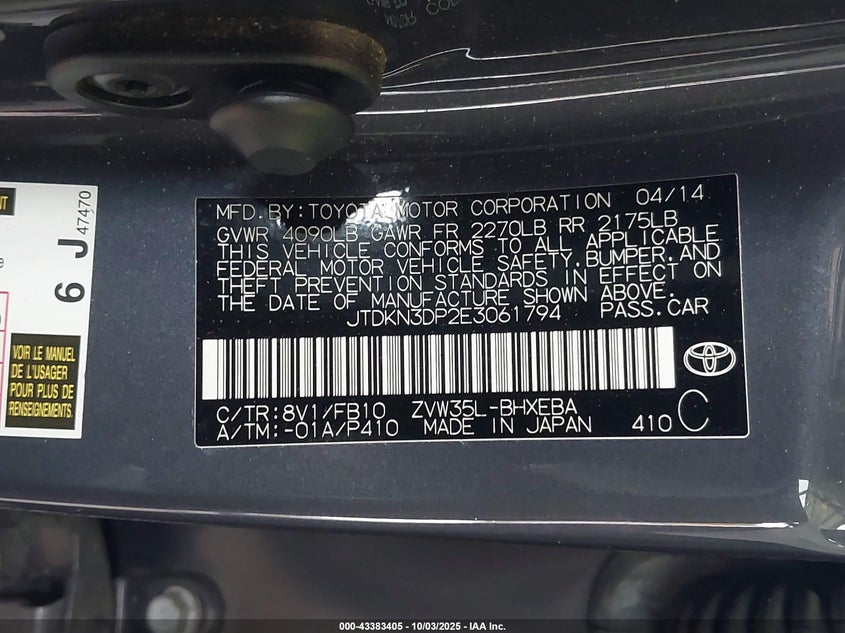 MFD.BY:TOYOTA MOTOR CORPORATION 04/14
GVWR 4090LB GAWR FR 2270LB RR 2175LB
THIS VEHICLE CONFORMS TO ALL APPLICABLE
FEDERAL MOTOR VEHICLE SAFETY,BUMPER,AND
THEFT PREVENTION STANDARDS IN EFFECT ON
THE DATE OF MANUFACTURE SHOWN ABOVE.
JTDKN3DP2E3061794 PASS.CAR
C/TR:8V1/FB10 ZVW35L-BHXEBA
A/TM:-01A/P410 MADE IN JAPAN 410 C
6 J 47470
VOIR LE MANUEL
DE L'USAGER
POUR PLUS DE
RENSEIGNEMENTS
000-43383405 - 10/03/2025 - IAA Inc.